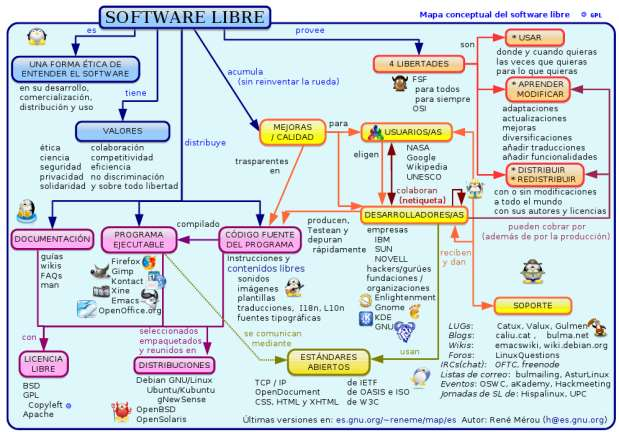 SOFTWARE LIBRE
Mapa conceptual del software libre
GPL
es
provee
UNA FORMA ÉTICA DE
ENTENDER EL SOFTWARE
en su desarrollo,
comercialización,
distribución y uso
tiene
VALORES
ética
ciencia
seguridad
privacidad
solidaridad
colaboración
competitividad
eficiencia
no discriminación
y sobre todo libertad
distribuye
acumula
(sin reinventar la rueda)
MEJORAS
/ CALIDAD
trasparentes
en
para
4 LIBERTADES
FSF
para todos
para siempre
OSI
son
* USAR
donde y cuando quieras
las veces que quieras
para lo que quieras
* APRENDER
MODIFICAR
adaptaciones
actualizaciones
mejoras
diversificaciones
añadir traducciones
añadir funcionalidades
* DISTRIBUIR
* REDISTRIBUIR
con o sin modificaciones
a todo el mundo
con sus autores y licencias
USUARIOS/AS
eligen
NASA
Google
Wikipedia
UNESCO
colaboran
(netiqueta)
DESARROLLADORES/AS
producen,
Testean y
depuran
rápidamente
empresas
IBM
SUN
NOVELL
hackers/gurúes
fundaciones /
organizaciones
Enlightenment
Gnome
KDE
GNU
pueden cobrar por
(además de por la producción)
reciben
y dan
SOPORTE
LUGs: Catux, Valux, Gulmen
Blogs: caliu.cat , bulma.net
Wikis: emacswiki, wiki.debian.org
Foros: LinuxQuestions
IRCs(chat): OFTC, freenode
Listas de correo: bulmailing, AsturLinux
Eventos: OSWC, aKademy, Hackmeeting
Jornadas de SL de: Hispalinux, UPC
DOCUMENTACIÓN
guías
wikis
FAQs
man
PROGRAMA
EJECUTABLE
Firefox
Gimp
Kontact
Xine
Emacs
OpenOffice.org
compilado
CÓDIGO FUENTE
DEL PROGRAMA
Instrucciones y
contenidos libres
sonidos
imágenes
plantillas
traducciones, I18n, L10n
fuentes tipográficas
con
LICENCIA
LIBRE
BSD
GPL
Copyleft
Apache
seleccionados
empaquetados y
reunidos en
DISTRIBUCIONES
Debian GNU/Linux
Ubuntu/Kubuntu
gNewSense
OpenBSD
OpenSolaris
se comunican
mediante
usan
ESTÁNDARES
ABIERTOS
TCP / IP de IETF
OpenDocument de OASIS e ISO
CSS, HTML y XHTML de W3C
Últimas versiones en: es.gnu.org/~reneme/map/es Autor: René Mérou (h@es.gnu.org)